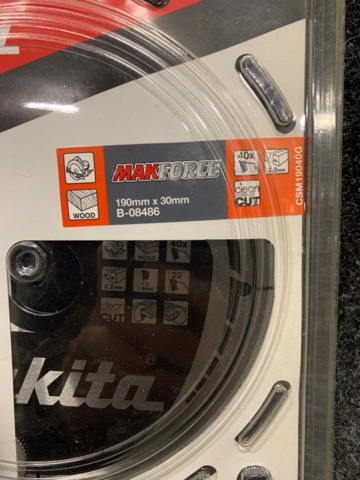 MAKFORCE
190mm x 30mm
B-08486
WOOD
40x
2.2mm
clean
CUT
CSM19040G
WOOD
40x
2.2mm
20°
clean
CUT
kita®